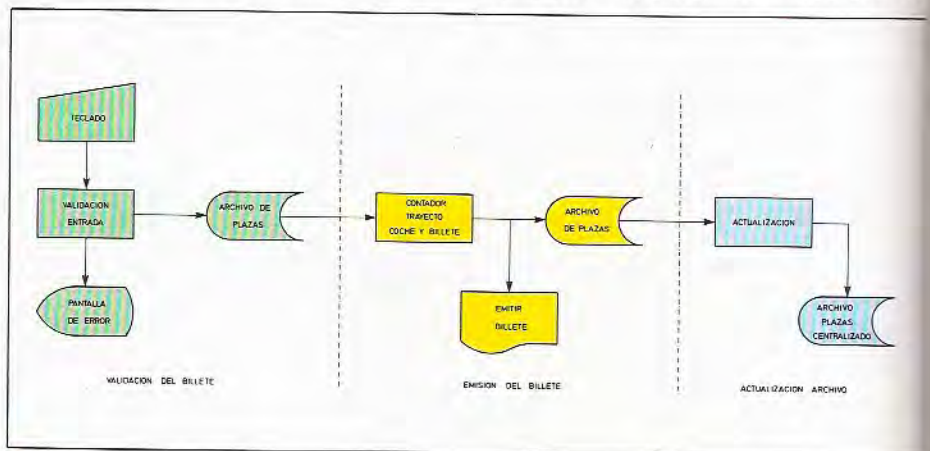 TECLADO
VALIDACION
ENTRADA
PANTALLA
DE ERROR
ARCHIVO DE
PLAZAS
VALIDACION DEL BILLETE
CONTADOR
TRAYECTO
COCHE Y BILLETE
EMITIR
BILLETE
ARCHIVO
DE PLAZAS
EMISIÓN DEL BILLETE
ACTUALIZACION
ARCHIVO
PLAZAS
CENTRALIZADO
ACTUALIZACION ARCHIVO